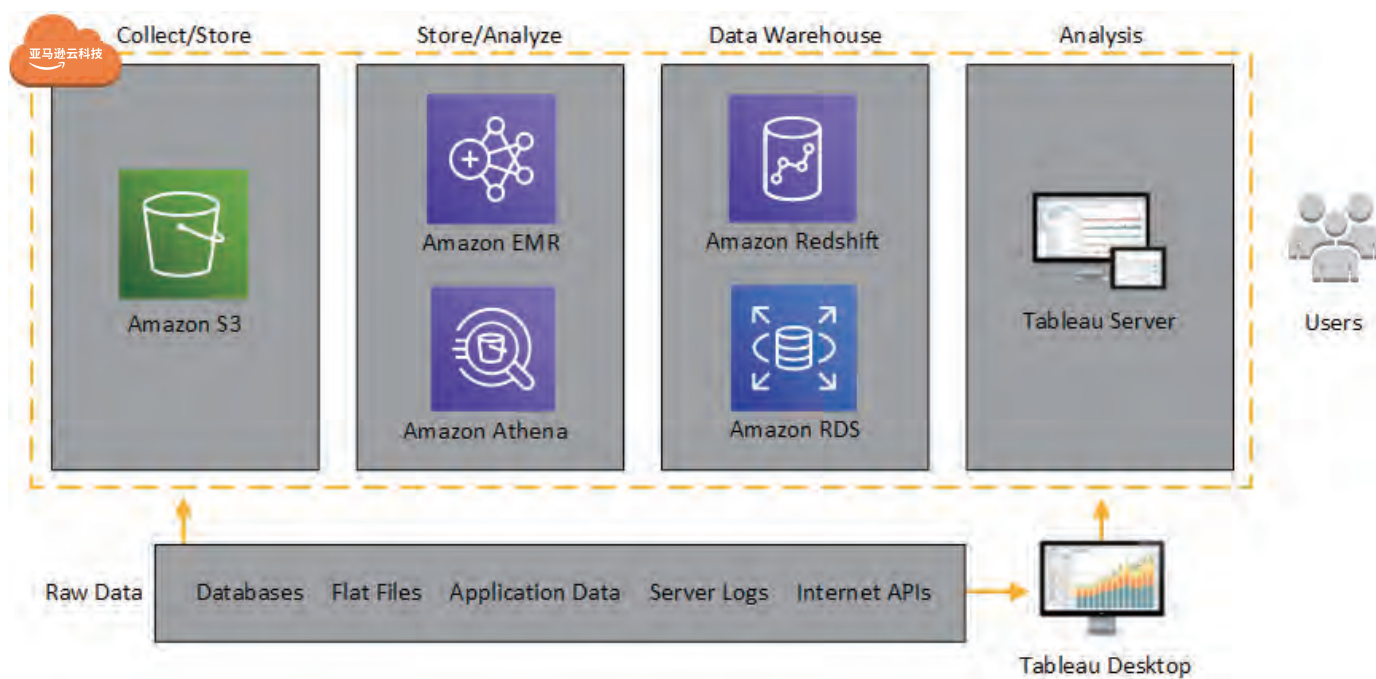 亚马逊云科技
Collect/Store
Store/Analyze
Data Warehouse
Analysis
Amazon S3
Amazon EMR
Amazon Athena
Amazon Redshift
Amazon RDS
Tableau Server
Users
Raw Data
Databases
Flat Files
Application Data
Server Logs
Internet APIs
Tableau Desktop